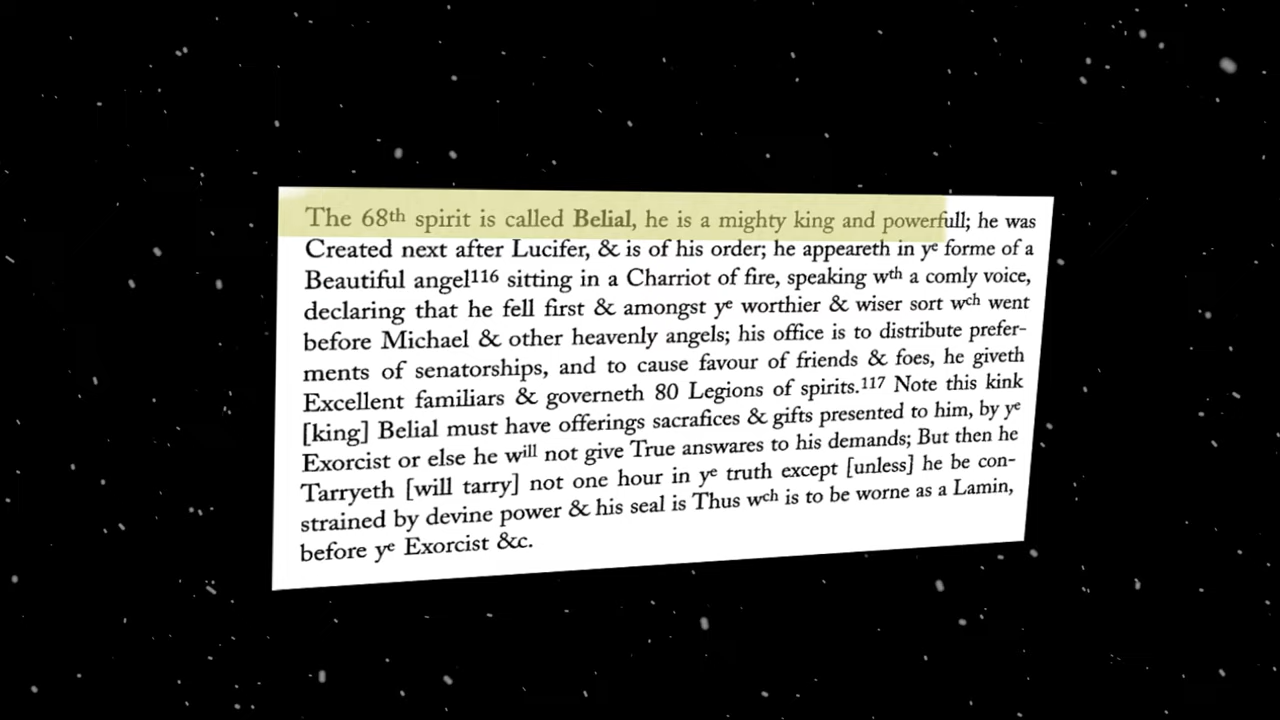 The 68th spirit is called Belial, he is a mighty king and powerfull; he was
Created next after Lucifer, & is of his order; he appeareth in ye forme of a
Beautiful angel116 sitting in a Charriot of fire, speaking wth a comly voice,
declaring that he fell first & amongst ye worthier & wiser sort wch went
before Michael & other heavenly angels; his office is to distribute prefer-
ments of senatorships, and to cause favour of friends & foes, he giveth
Excellent familiars & governeth 80 Legions of spirits.117 Note this kink
[king] Belial must have offerings sacrafices & gifts presented to him, by ye
Exorcist or else he will not give True answares to his demands; But then he
Tarryeth [will tarry] not one hour in ye truth except [unless] he be con-
strained by devine power & his seal is Thus wch is to be worne as a Lamin,
before ye Exorcist &c.